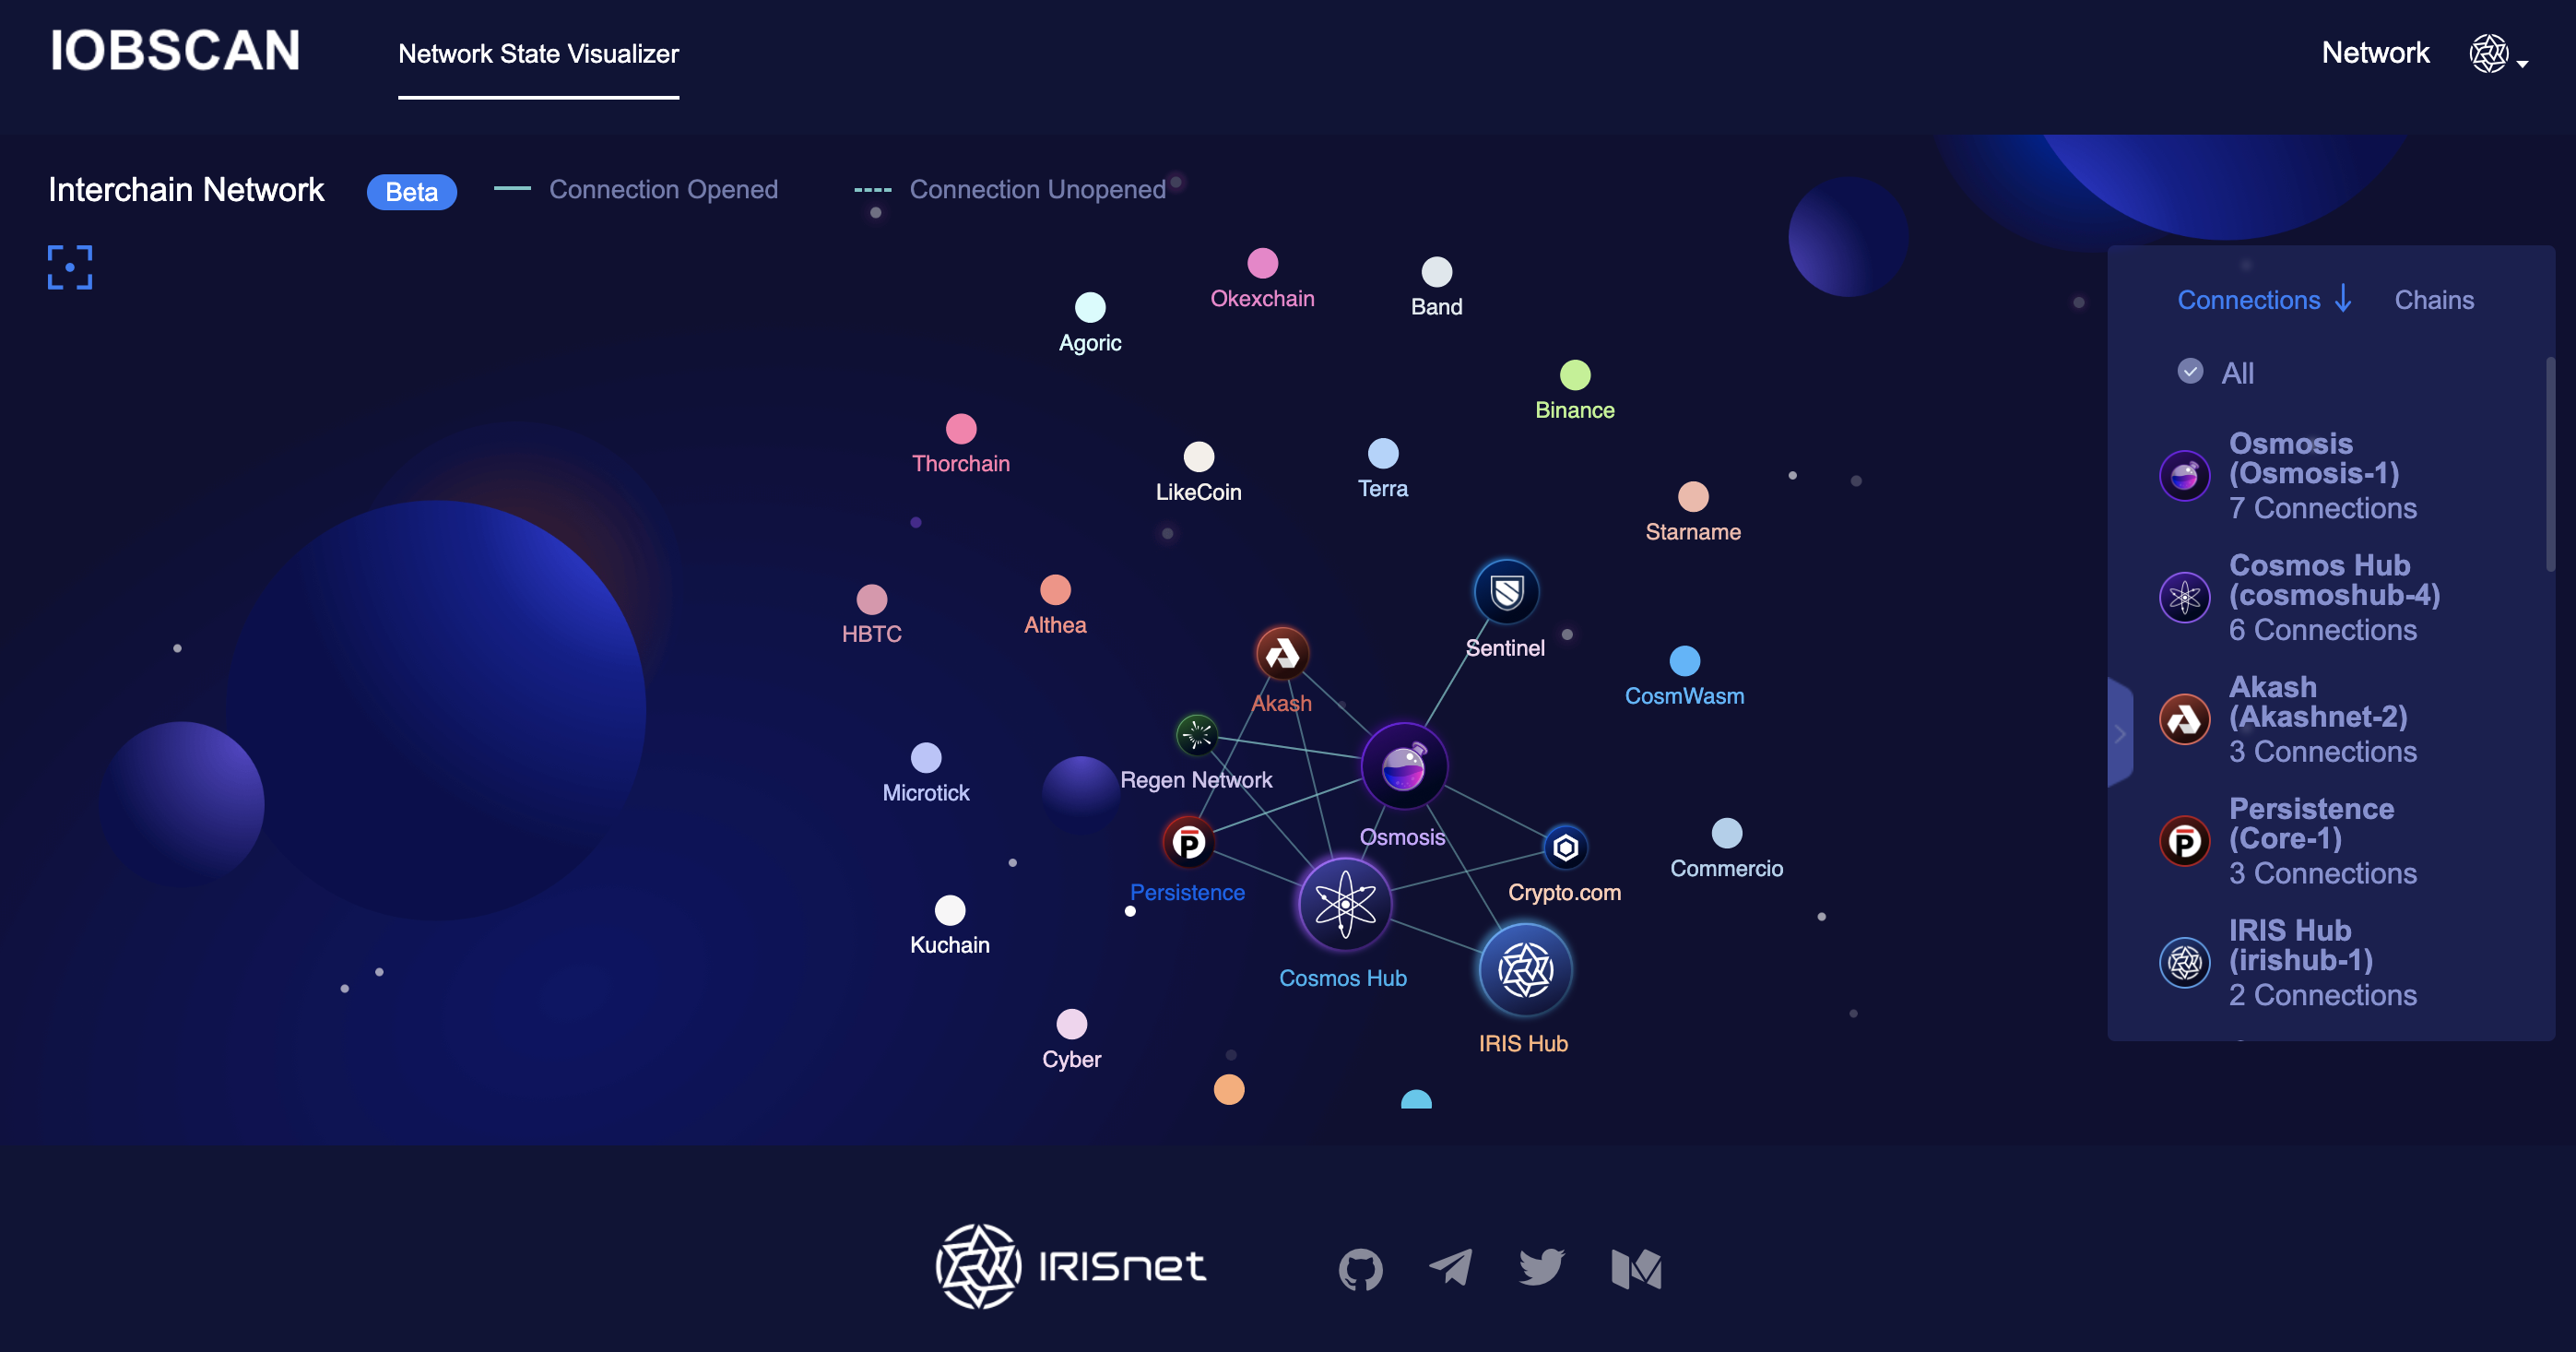 IOBSCAN
Network State Visualizer
Network
Interchain Network
Beta
Connection Opened
Connection Unopened
Okexchain
Band
Agoric
Binance
Thorchain
LikeCoin
Terra
Starname
HBTC
Althea
Sentinel
Akash
CosmWasm
Regen Network
Microtick
Osmosis
Commercio
Persistence
Crypto.com
Kuchain
Cosmos Hub
IRIS Hub
Cyber
Connections
Chains
All
Osmosis
(Osmosis-1)
7 Connections
Cosmos Hub
(cosmoshub-4)
6 Connections
Akash
(Akashnet-2)
3 Connections
Persistence
(Core-1)
3 Connections
IRIS Hub
(irishub-1)
2 Connections
IRISnet